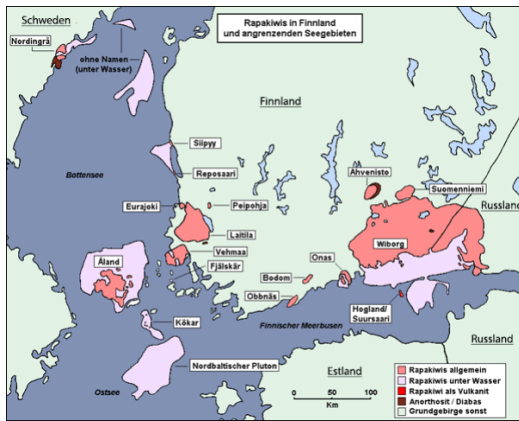 Schweden
Rapakiwis in Finnland
und angrenzenden Seegebieten
Nordingrå
ohne Namen
(unter Wasser)
Finnland
Siipyy
Bottensee
Reposaari
Ahvenisto
Suomenniemi
Eurajoki
Peipohja
Russland
Laitila
Wiborg
Vehmaa
Åland
Fjälskär
Onas
Bodom
Obbnäs
Hogland/
Suursaari
Kökar
Finnischer Meerbusen
Russland
Nordbaltischer Pluton
Estland
Ostsee
0 50 100
Km
Rapakiwis allgemein
Rapakiwis unter Wasser
Rapakiwi als Vulkanit
Anorthosit / Diabas
Grundgebirge sonst